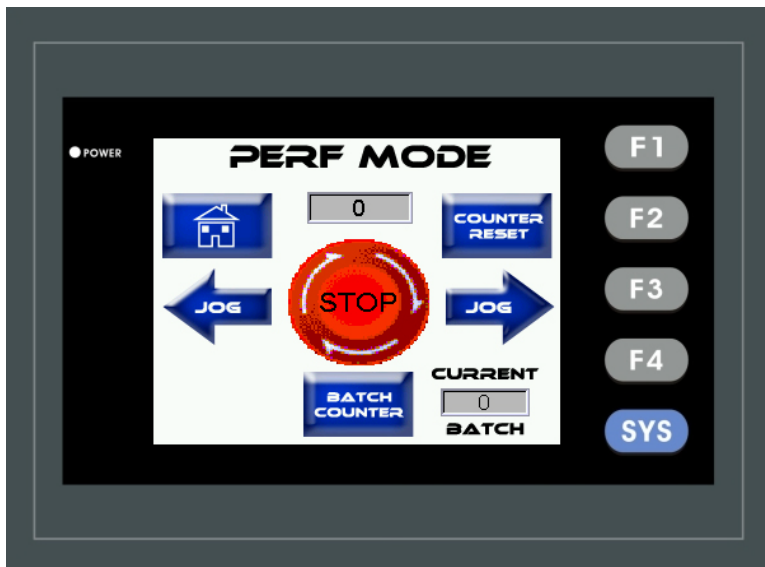 POWER
PERF MODE
0
COUNTER
RESET
JOG
STOP
JOG
BATCH
COUNTER
CURRENT
0
BATCH
F1
F2
F3
F4
SYS